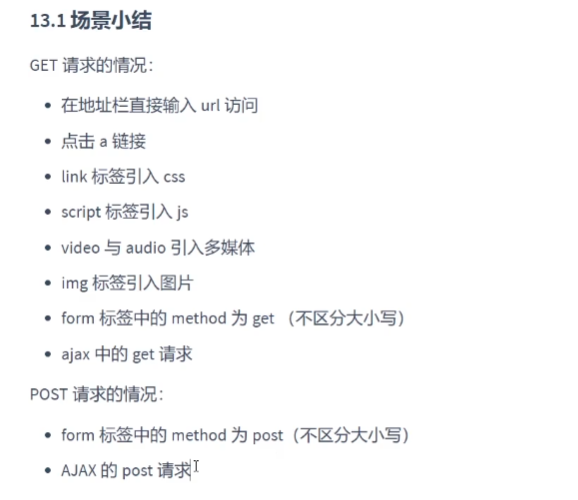 13.1 场景小结
GET 请求的情况：
• 在地址栏直接输入 url 访问
• 点击 a 链接
• link 标签引入 css
• script 标签引入 js
• video 与 audio 引入多媒体
• img 标签引入图片
• form 标签中的 method 为 get （不区分大小写）
• ajax 中的 get 请求
POST 请求的情况：
• form 标签中的 method 为 post（不区分大小写）
• AJAX 的 post 请求